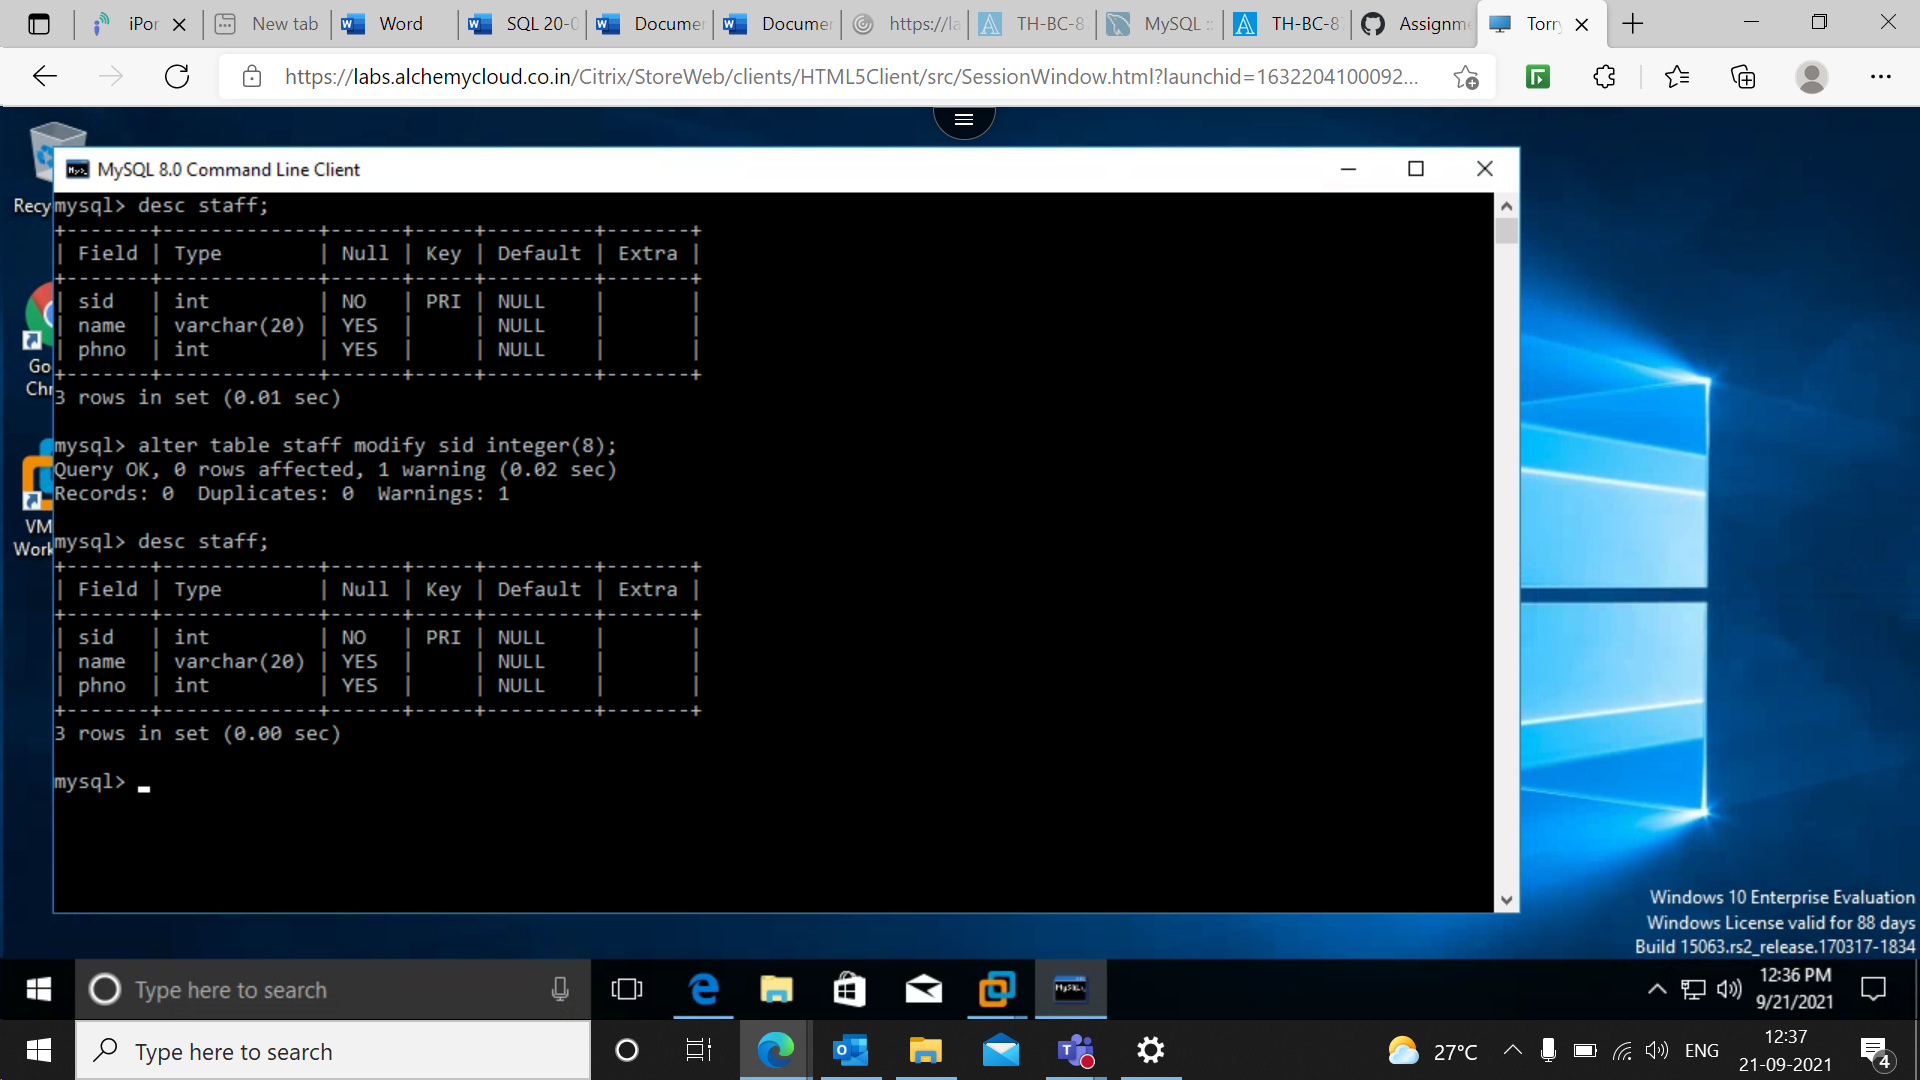 iPor
New tab
Word
SQL 20-0
Documer
Documer
https://la
TH-BC-8
MySQL ::
TH-BC-8
Assignme
Torry
https://labs.alchemycloud.co.in/Citrix/StoreWeb/clients/HTML5Client/src/SessionWindow.html?launchid=1632204100092...
MySQL 8.0 Command Line Client
Recy
Go
Chr
VM
Work
mysql> desc staff;
+-------+-------------+------+-----+---------+-------+
| Field | Type        | Null | Key | Default | Extra |
+-------+-------------+------+-----+---------+-------+
| sid   | int         | NO   | PRI | NULL    |       |
| name  | varchar(20) | YES  |     | NULL    |       |
| phno  | int         | YES  |     | NULL    |       |
+-------+-------------+------+-----+---------+-------+
3 rows in set (0.01 sec)
mysql> alter table staff modify sid integer(8);
Query OK, 0 rows affected, 1 warning (0.02 sec)
Records: 0  Duplicates: 0  Warnings: 1
mysql> desc staff;
+-------+-------------+------+-----+---------+-------+
| Field | Type        | Null | Key | Default | Extra |
+-------+-------------+------+-----+---------+-------+
| sid   | int         | NO   | PRI | NULL    |       |
| name  | varchar(20) | YES  |     | NULL    |       |
| phno  | int         | YES  |     | NULL    |       |
+-------+-------------+------+-----+---------+-------+
3 rows in set (0.00 sec)
mysql>
Windows 10 Enterprise Evaluation
Windows License valid for 88 days
Build 15063.rs2_release.170317-1834
Type here to search
12:36 PM
9/21/2021
Type here to search
27°C
ENG
12:37
21-09-2021
4